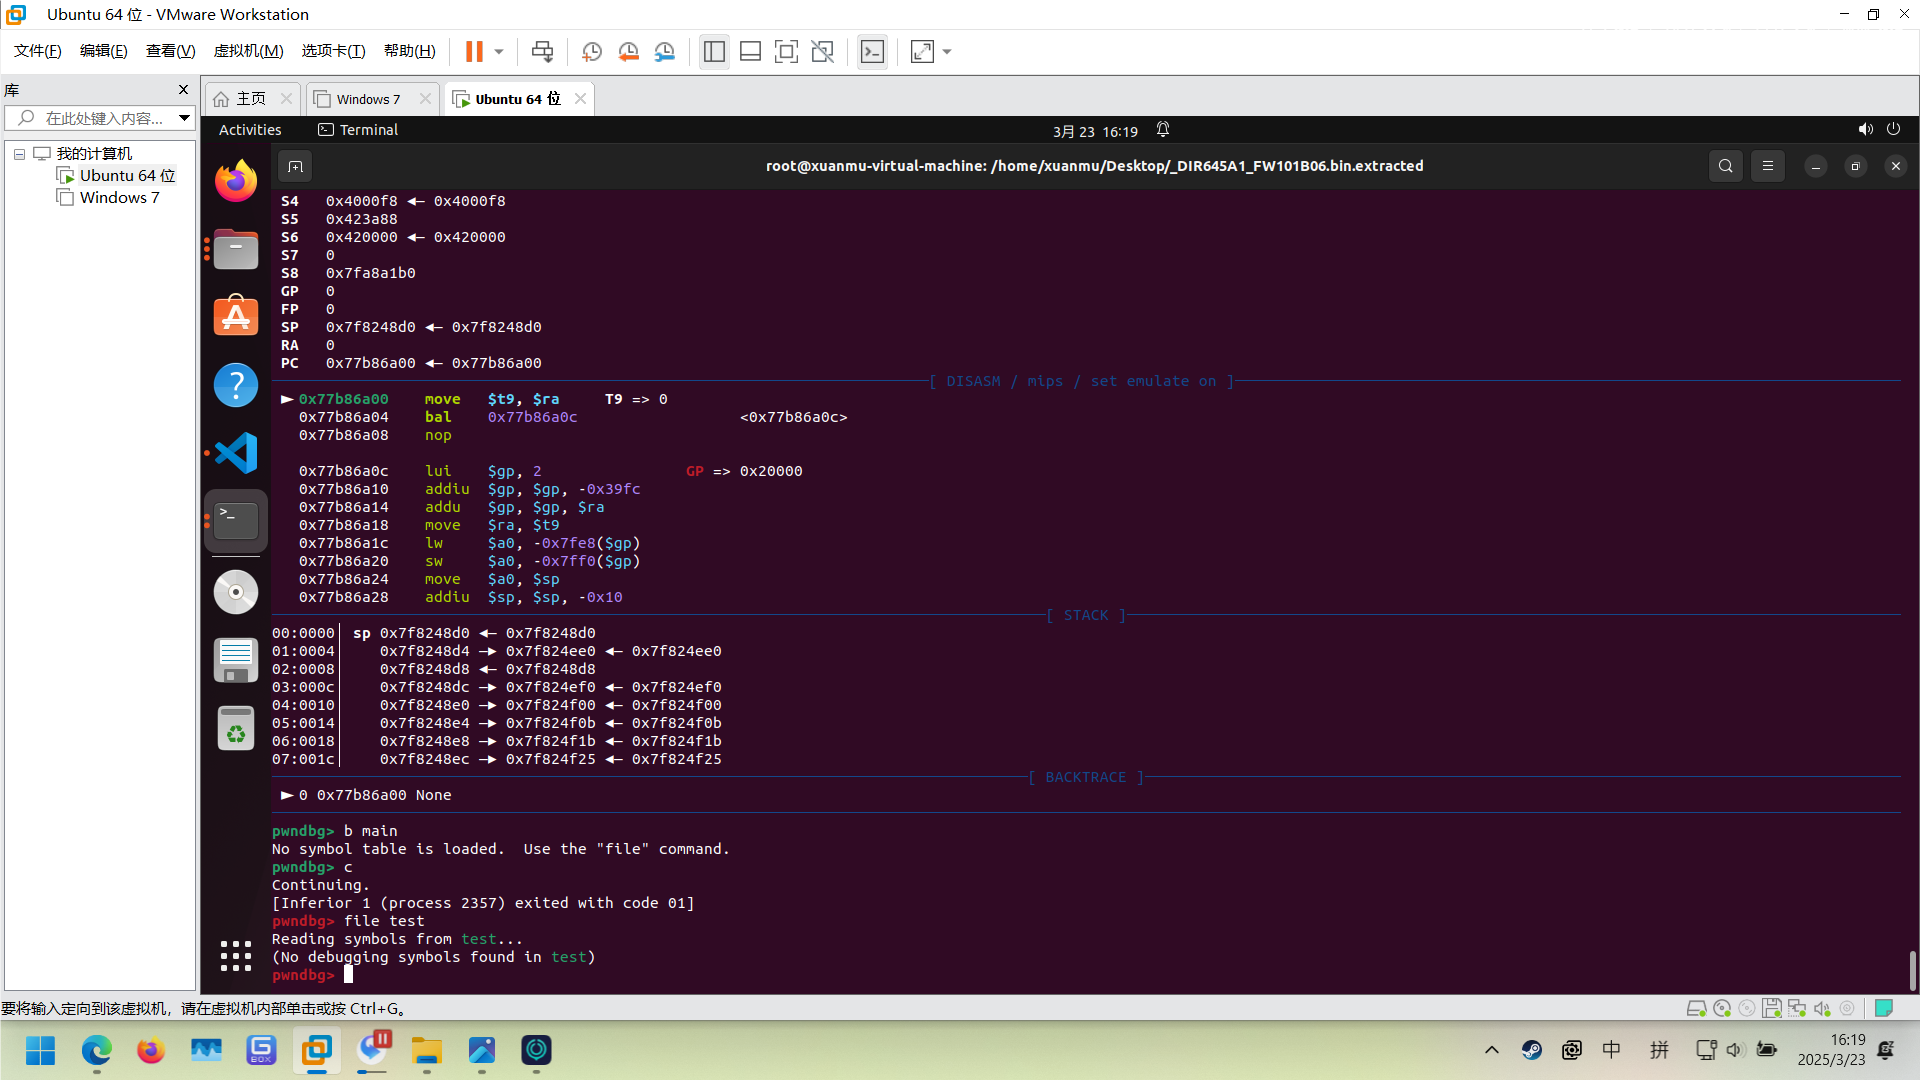 Ubuntu 64 位 - VMware Workstation
文件(F) 编辑(E) 查看(V) 虚拟机(M) 选项卡(T) 帮助(H)
库
在此处键入内容...
我的计算机
Ubuntu 64 位
Windows 7
主页 Windows 7 Ubuntu 64 位
Activities Terminal 3月 23 16:19
root@xuanmu-virtual-machine: /home/xuanmu/Desktop/_DIR645A1_FW101B06.bin.extracted
S4 0x4000f8 ◂— 0x4000f8
S5 0x423a88
S6 0x420000 ◂— 0x420000
S7 0
S8 0x7fa8a1b0
GP 0
FP 0
SP 0x7f8248d0 ◂— 0x7f8248d0
RA 0
PC 0x77b86a00 ◂— 0x77b86a00
[ DISASM / mips / set emulate on ]
► 0x77b86a00 move $t9, $ra T9 => 0
0x77b86a04 bal 0x77b86a0c <0x77b86a0c>
0x77b86a08 nop
0x77b86a0c lui $gp, 2 GP => 0x20000
0x77b86a10 addiu $gp, $gp, -0x39fc
0x77b86a14 addu $gp, $gp, $ra
0x77b86a18 move $ra, $t9
0x77b86a1c lw $a0, -0x7fe8($gp)
0x77b86a20 sw $a0, -0x7ff0($gp)
0x77b86a24 move $a0, $sp
0x77b86a28 addiu $sp, $sp, -0x10
[ STACK ]
00:0000│ sp 0x7f8248d0 ◂— 0x7f8248d0
01:0004│ 0x7f8248d4 —▸ 0x7f824ee0 ◂— 0x7f824ee0
02:0008│ 0x7f8248d8 ◂— 0x7f8248d8
03:000c│ 0x7f8248dc —▸ 0x7f824ef0 ◂— 0x7f824ef0
04:0010│ 0x7f8248e0 —▸ 0x7f824f00 ◂— 0x7f824f00
05:0014│ 0x7f8248e4 —▸ 0x7f824f0b ◂— 0x7f824f0b
06:0018│ 0x7f8248e8 —▸ 0x7f824f1b ◂— 0x7f824f1b
07:001c│ 0x7f8248ec —▸ 0x7f824f25 ◂— 0x7f824f25
[ BACKTRACE ]
► 0 0x77b86a00 None
pwndbg> b main
No symbol table is loaded. Use the "file" command.
pwndbg> c
Continuing.
[Inferior 1 (process 2357) exited with code 01]
pwndbg> file test
Reading symbols from test...
(No debugging symbols found in test)
pwndbg>
要将输入定向到该虚拟机，请在虚拟机内部单击或按 Ctrl+G。
中 拼 16:19
2025/3/23